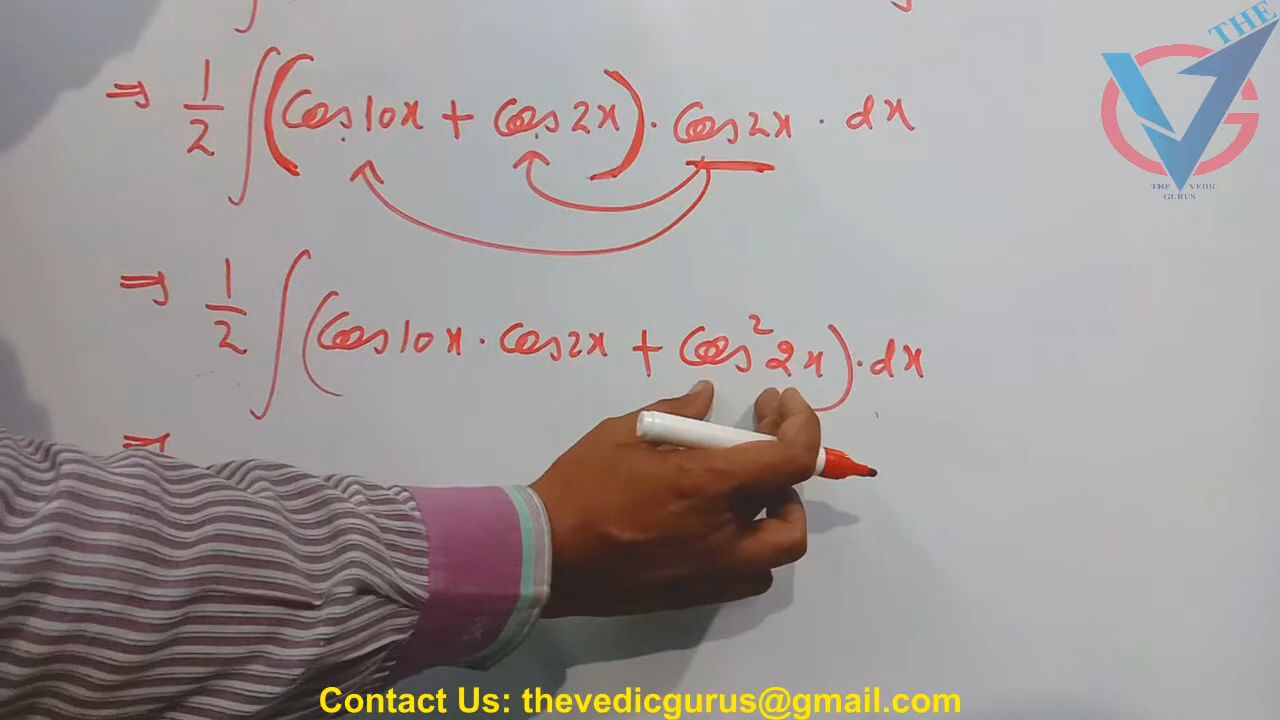 ⇒ 1/2 ∫(Cos10x + Cos2x) · Cos2x · dx
⇒ 1/2 ∫(Cos10x · Cos2x + Cos²2x) · dx
⇒
THE
THE VEDIC
GURUS
Contact Us: thevedicgurus@gmail.com